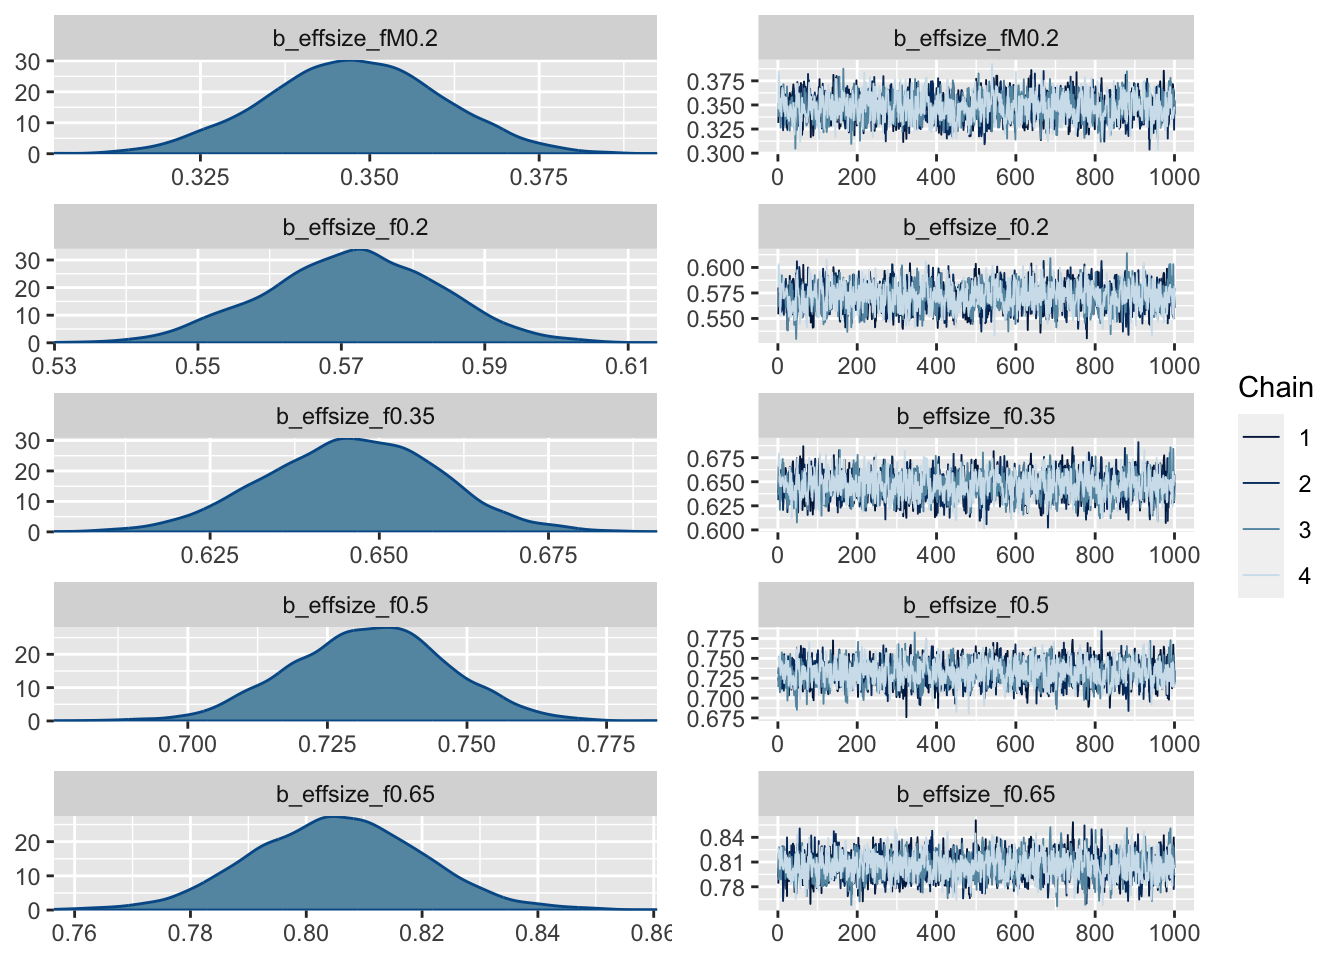 b_effsize_fM0.2
30
20
10
0
0.325 0.350 0.375
b_effsize_fM0.2
0.375
0.350
0.325
0.300
0 200 400 600 800 1000
b_effsize_f0.2
30
20
10
0
0.53 0.55 0.57 0.59 0.61
b_effsize_f0.2
0.600
0.575
0.550
0 200 400 600 800 1000
b_effsize_f0.35
30
20
10
0
0.625 0.650 0.675
b_effsize_f0.35
0.675
0.650
0.625
0.600
0 200 400 600 800 1000
b_effsize_f0.5
20
10
0
0.700 0.725 0.750 0.775
b_effsize_f0.5
0.775
0.750
0.725
0.700
0.675
0 200 400 600 800 1000
b_effsize_f0.65
20
10
0
0.76 0.78 0.80 0.82 0.84
b_effsize_f0.65
0.84
0.81
0.78
0 200 400 600 800 1000
Chain
1
2
3
4